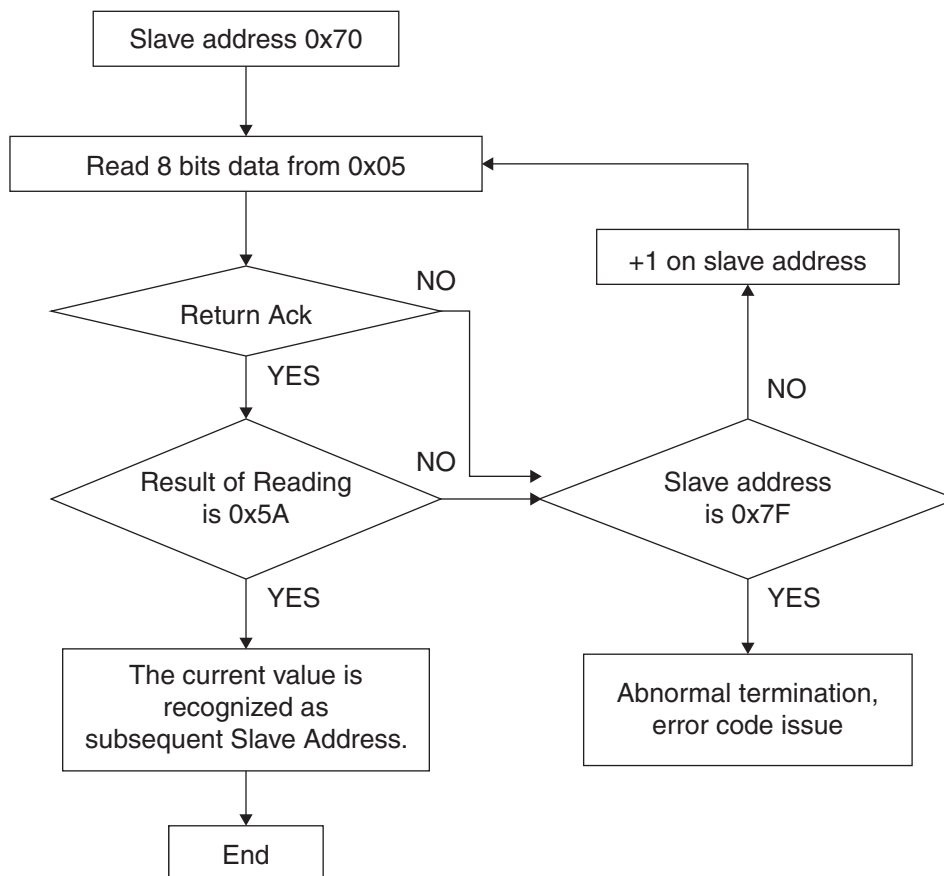 Slave address 0x70
Read 8 bits data from 0x05
+1 on slave address
NO
Return Ack
YES
NO
Result of Reading
is 0x5A
NO
Slave address
is 0x7F
YES
YES
The current value is
recognized as
subsequent Slave Address.
Abnormal termination,
error code issue
End